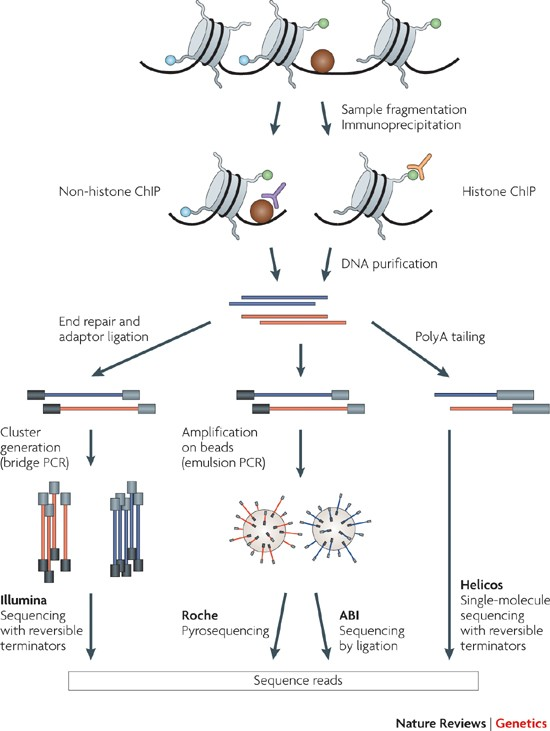 Sample fragmentation
Immunoprecipitation
Non-histone ChIP
Histone ChIP
DNA purification
End repair and
adaptor ligation
PolyA tailing
Cluster
generation
(bridge PCR)
Amplification
on beads
(emulsion PCR)
Illumina
Sequencing
with reversible
terminators
Roche
Pyrosequencing
ABI
Sequencing
by ligation
Helicos
Single-molecule
sequencing
with reversible
terminators
Sequence reads
Nature Reviews | Genetics